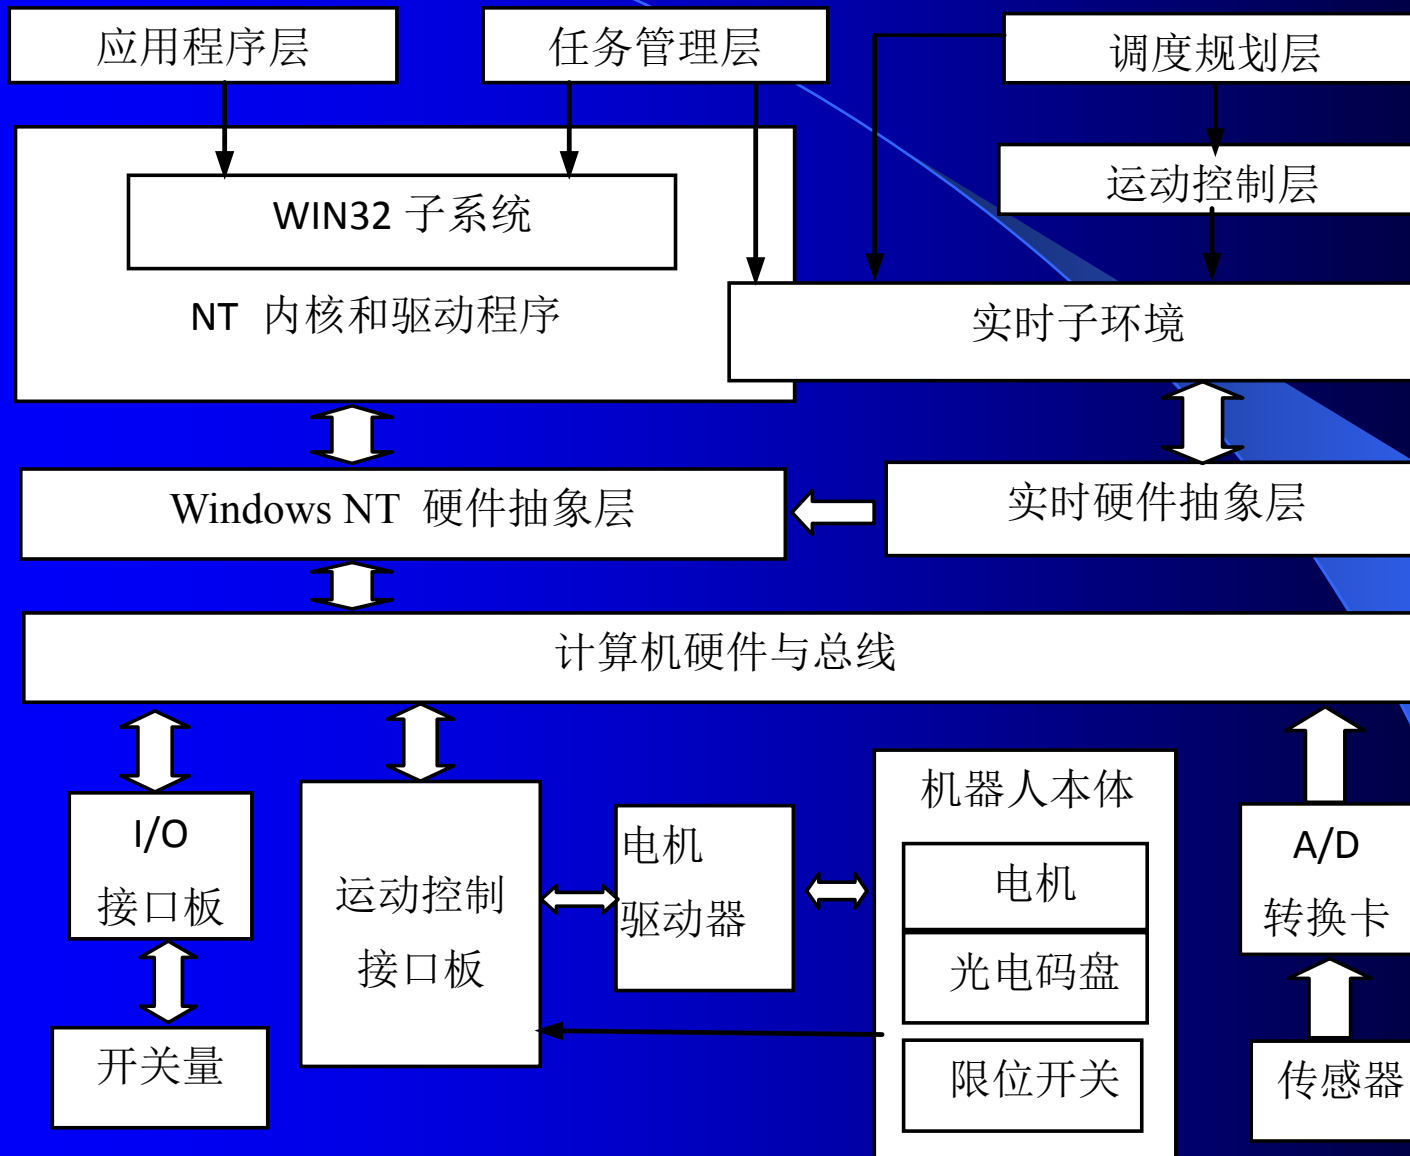 应用程序层
任务管理层
调度规划层
运动控制层
WIN32 子系统
NT 内核和驱动程序
实时子环境
Windows NT 硬件抽象层
实时硬件抽象层
计算机硬件与总线
I/O
接口板
运动控制
接口板
电机
驱动器
机器人本体
电机
光电码盘
限位开关
A/D
转换卡
开关量
传感器